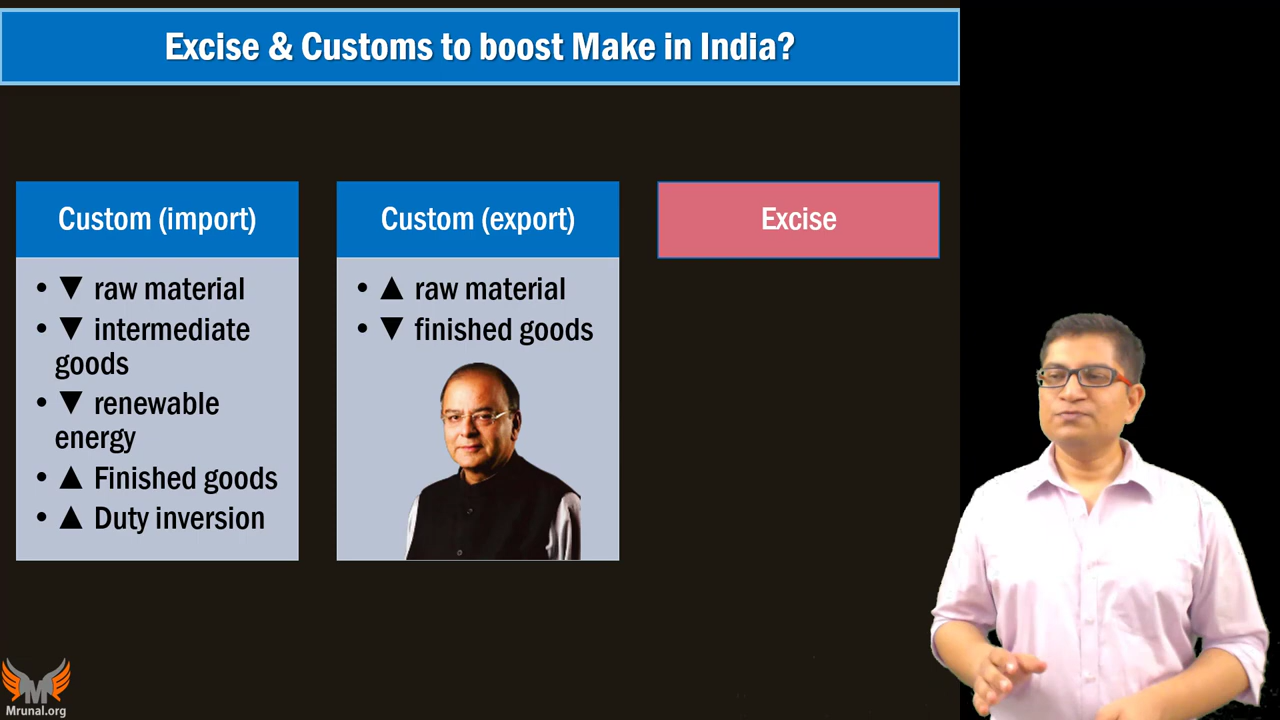 Excise & Customs to boost Make in India?
Custom (import)
• ▼ raw material
• ▼ intermediate
goods
• ▼ renewable
energy
• ▲ Finished goods
• ▲ Duty inversion
Custom (export)
• ▲ raw material
• ▼ finished goods
Excise
M
Mrunal.org